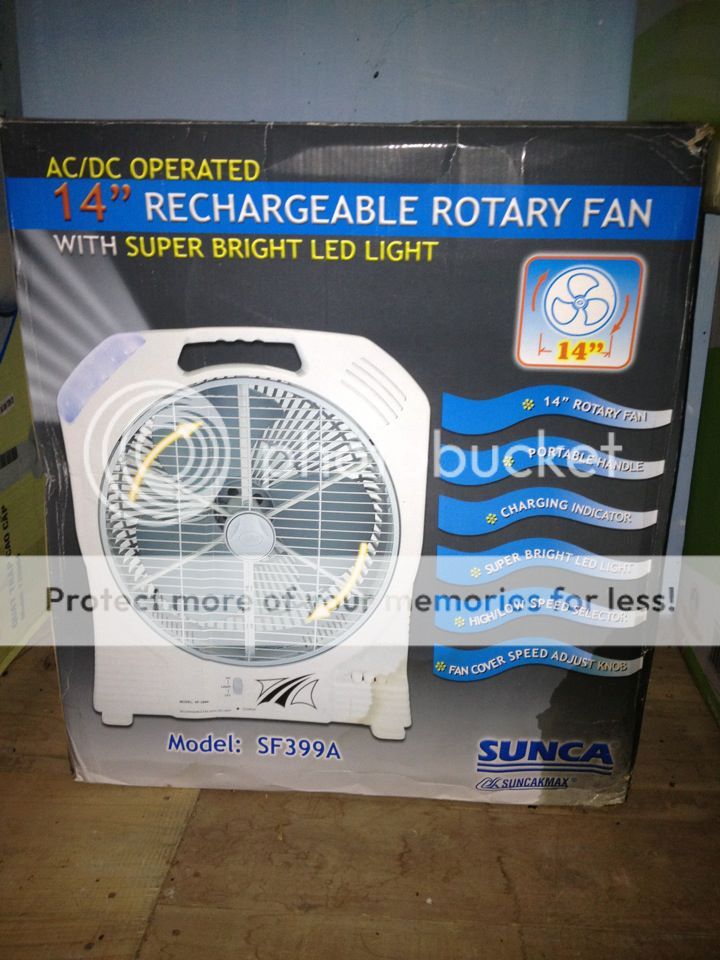 AC/DC OPERATED
14” RECHARGEABLE ROTARY FAN
WITH SUPER BRIGHT LED LIGHT
14”
14” ROTARY FAN
PORTABLE HANDLE
photobucket
CHARGING INDICATOR
SUPER BRIGHT LED LIGHT
Protect more of your memories for less!
HIGH/LOW SPEED SELECTOR
FAN COVER SPEED ADJUST KNOB
Model: SF399A
SUNCA
SUNCAKMAX®